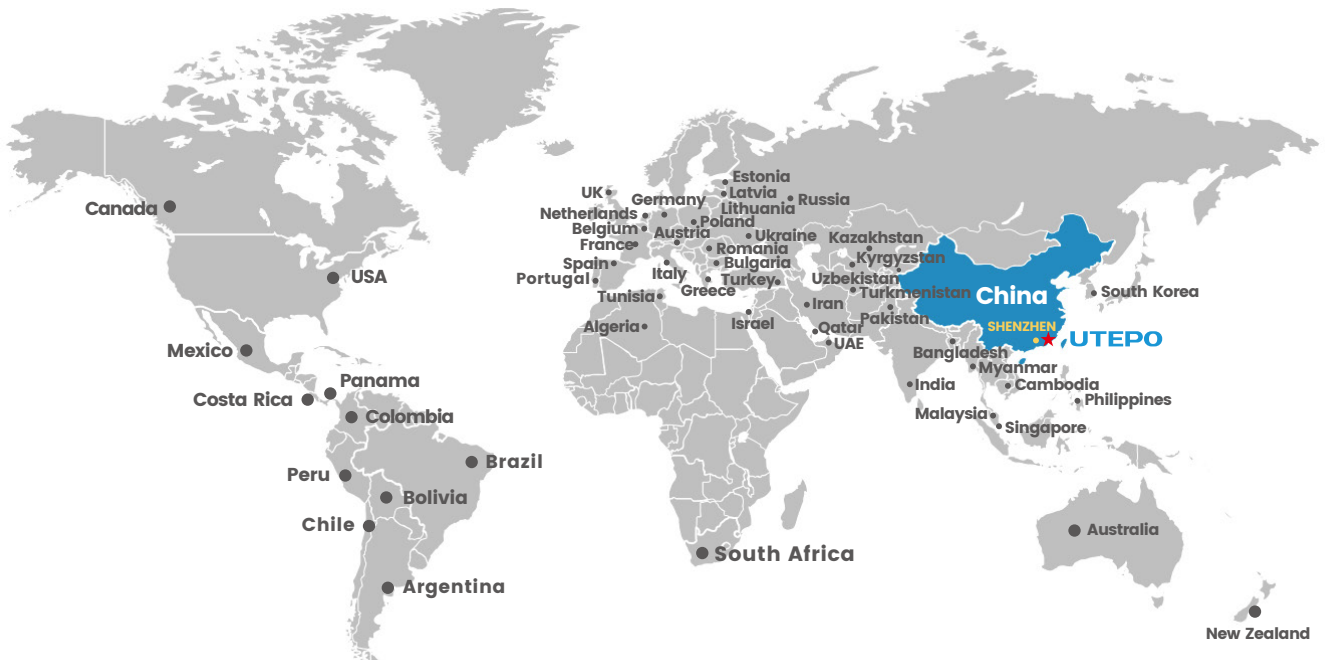 Canada
USA
Mexico
Panama
Costa Rica
Colombia
Peru
Brazil
Bolivia
Chile
Argentina
UK
Netherlands
Belgium
France
Spain
Portugal
Germany
Austria
Italy
Greece
Tunisia
Algeria
Estonia
Latvia
Lithuania
Poland
Ukraine
Romania
Bulgaria
Turkey
Israel
Russia
Kazakhstan
Kyrgyzstan
Uzbekistan
Turkmenistan
Iran
Pakistan
Qatar
UAE
China
SHENZHEN
UTEPO
South Korea
Bangladesh
Myanmar
India
Cambodia
Philippines
Malaysia
Singapore
South Africa
Australia
New Zealand